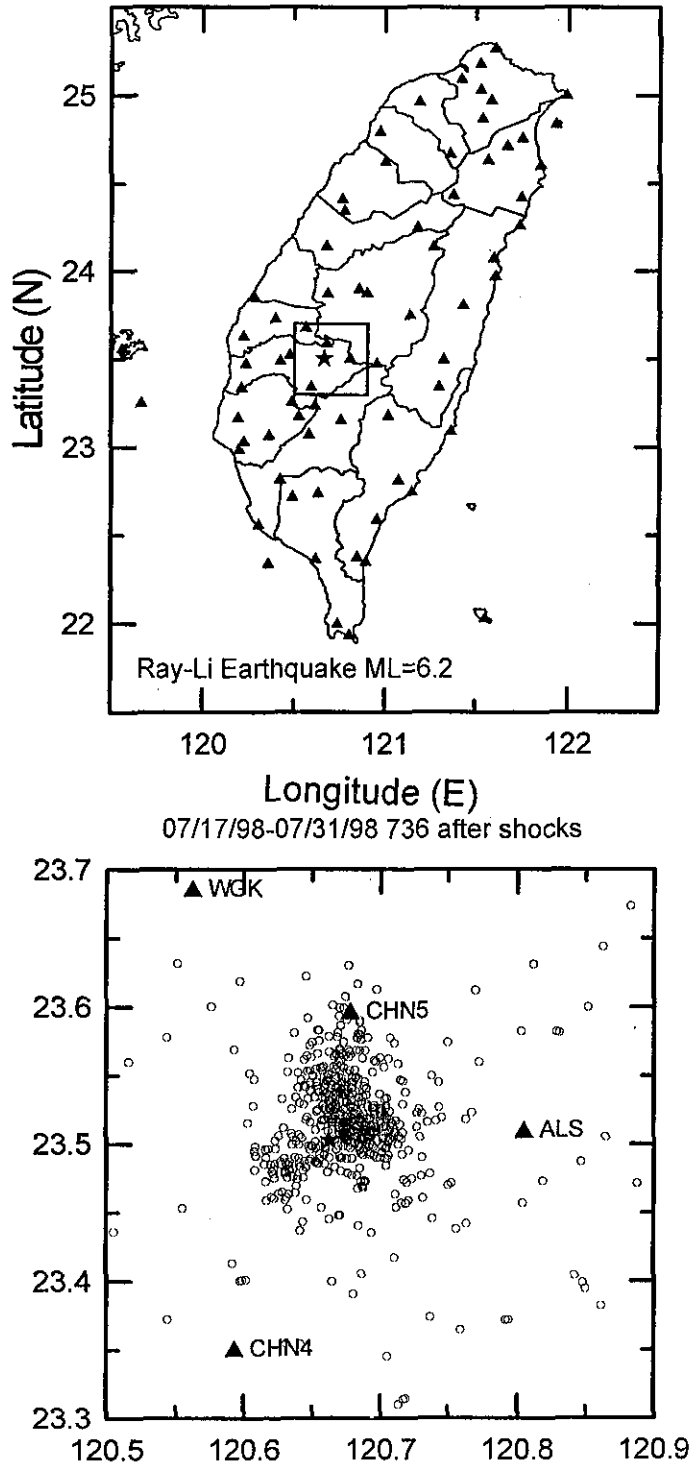 25
24
23
22
Latitude (N)
Ray-Li Earthquake ML=6.2
120
121
122
Longitude (E)
07/17/98-07/31/98 736 after shocks
23.7
WGK
23.6
CHN5
23.5
ALS
23.4
CHN4
23.3
120.5
120.6
120.7
120.8
120.9